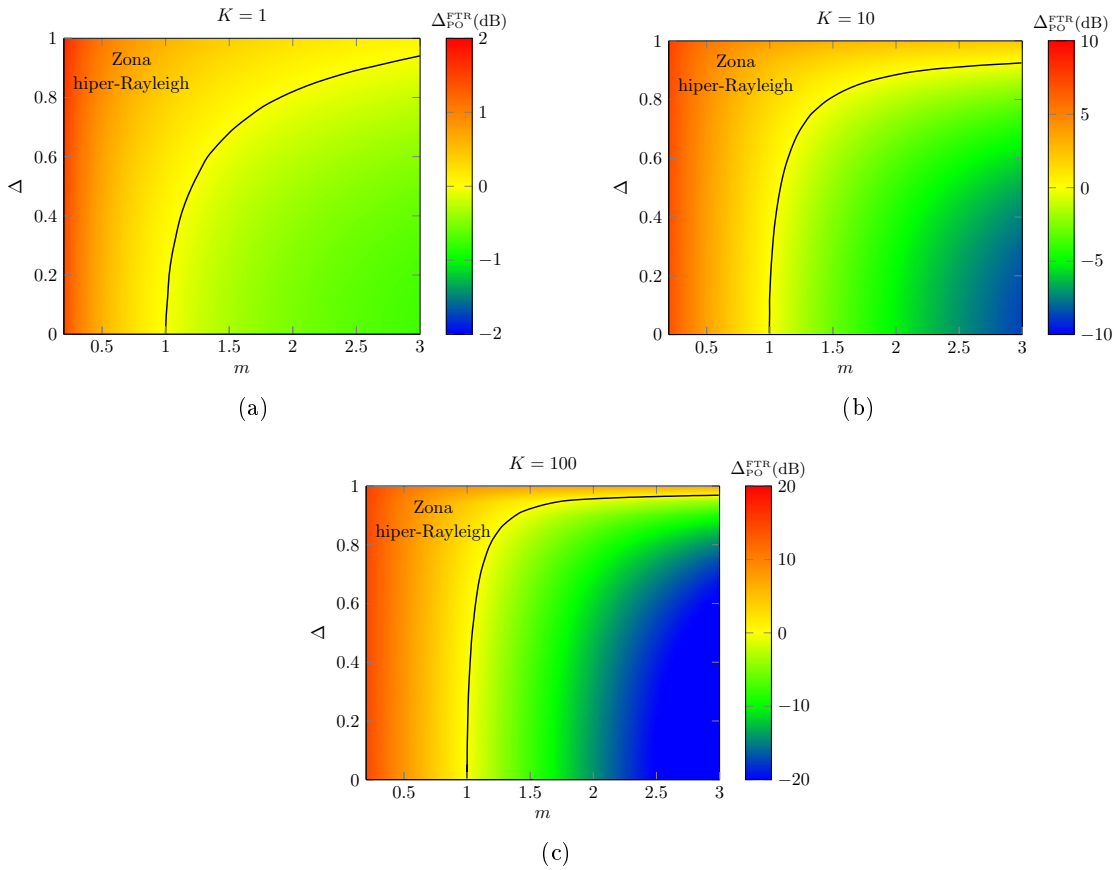 K = 1
Δ_PO^FTR(dB)
Zona
hiper-Rayleigh
1
0.8
0.6
0.4
0.2
0
Δ
0.5 1 1.5 2 2.5 3
m
2
1
0
−1
−2
(a)
K = 10
Δ_PO^FTR(dB)
Zona
hiper-Rayleigh
1
0.8
0.6
0.4
0.2
0
Δ
0.5 1 1.5 2 2.5 3
m
10
5
0
−5
−10
(b)
K = 100
Δ_PO^FTR(dB)
Zona
hiper-Rayleigh
1
0.8
0.6
0.4
0.2
0
Δ
0.5 1 1.5 2 2.5 3
m
20
10
0
−10
−20
(c)